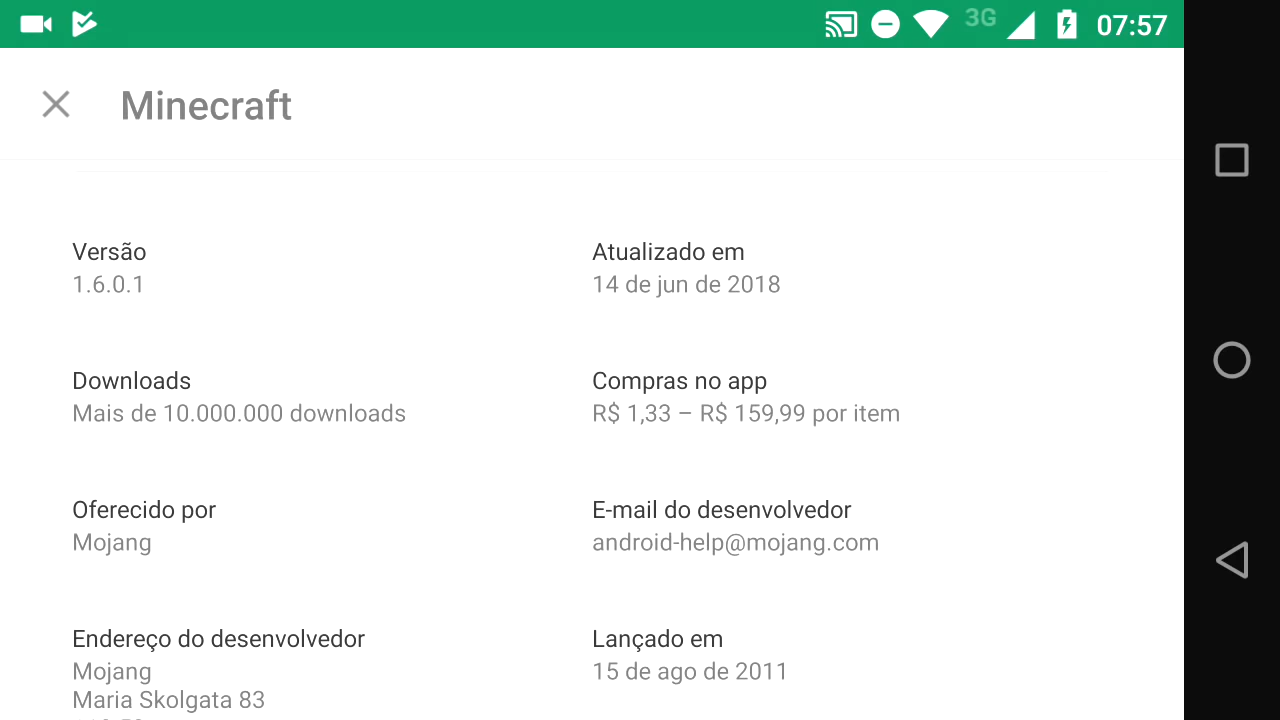 3G 07:57
Minecraft
Versão
1.6.0.1
Atualizado em
14 de jun de 2018
Downloads
Mais de 10.000.000 downloads
Compras no app
R$ 1,33 – R$ 159,99 por item
Oferecido por
Mojang
E-mail do desenvolvedor
android-help@mojang.com
Endereço do desenvolvedor
Mojang
Maria Skolgata 83
Lançado em
15 de ago de 2011